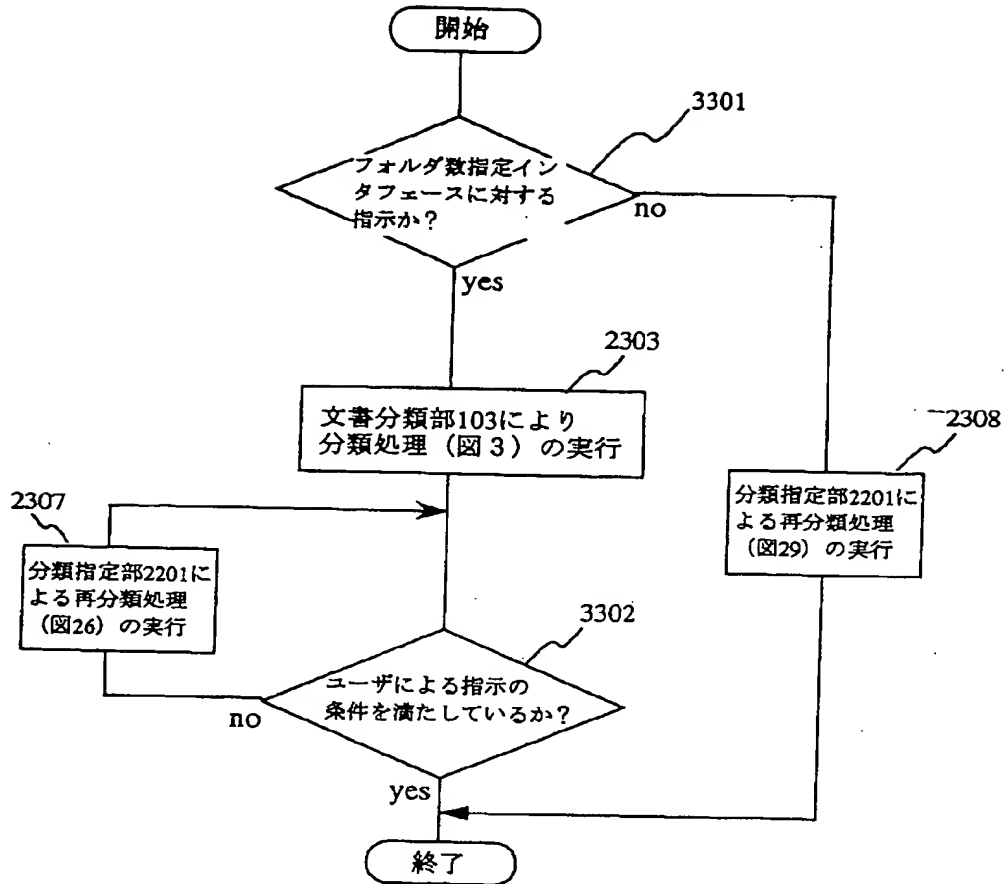 開始
3301
フォルダ数指定イン
タフェースに対する
指示か？
no
yes
2303
文書分類部103により
分類処理（図3）の実行
2308
分類指定部2201に
よる再分類処理
（図29）の実行
2307
分類指定部2201に
よる再分類処理
（図26）の実行
3302
ユーザによる指示の
条件を満たしているか？
no
yes
終了